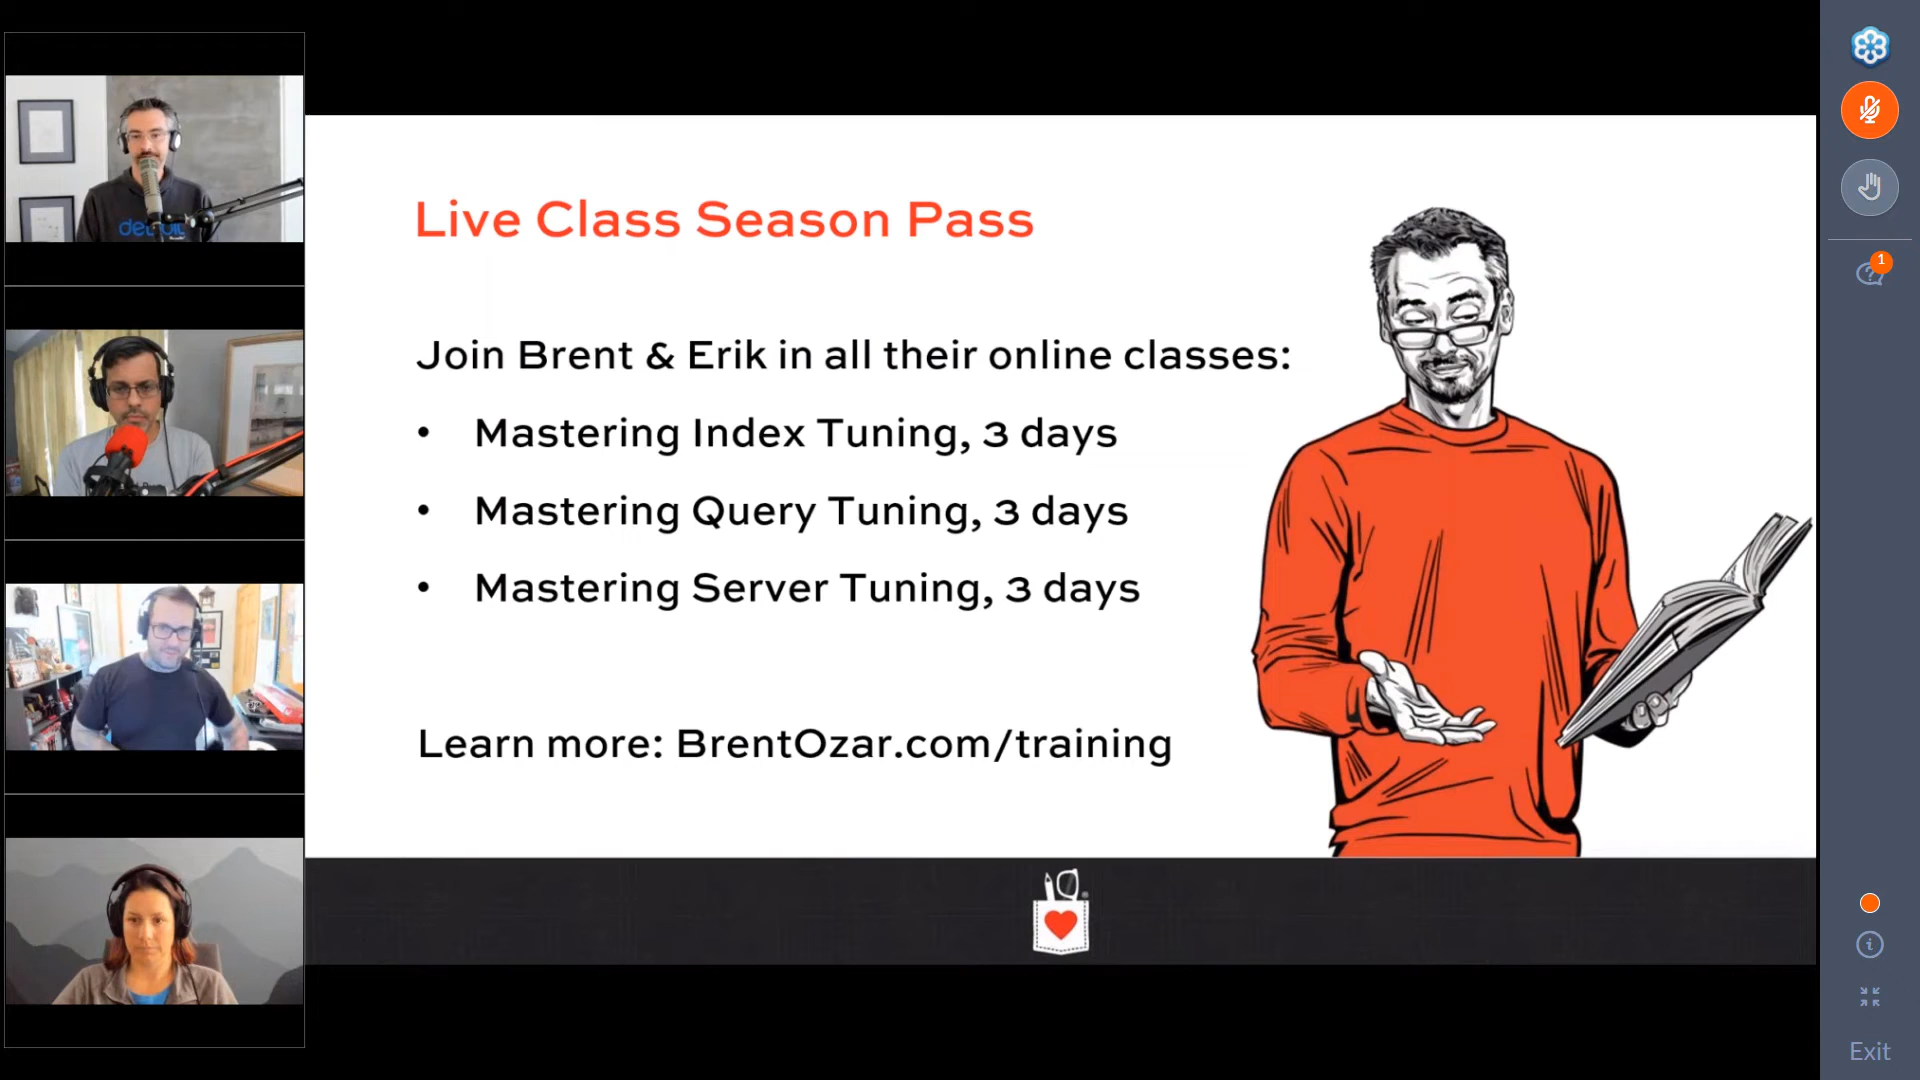 Live Class Season Pass
Join Brent & Erik in all their online classes:
• Mastering Index Tuning, 3 days
• Mastering Query Tuning, 3 days
• Mastering Server Tuning, 3 days
Learn more: BrentOzar.com/training
1
Exit